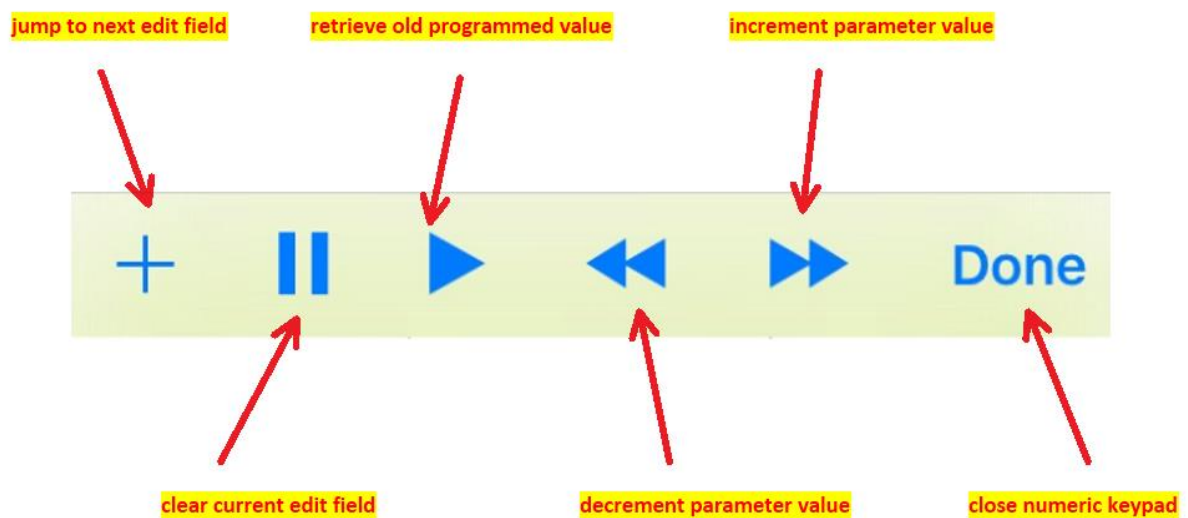 jump to next edit field
retrieve old programmed value
increment parameter value
Done
clear current edit field
decrement parameter value
close numeric keypad